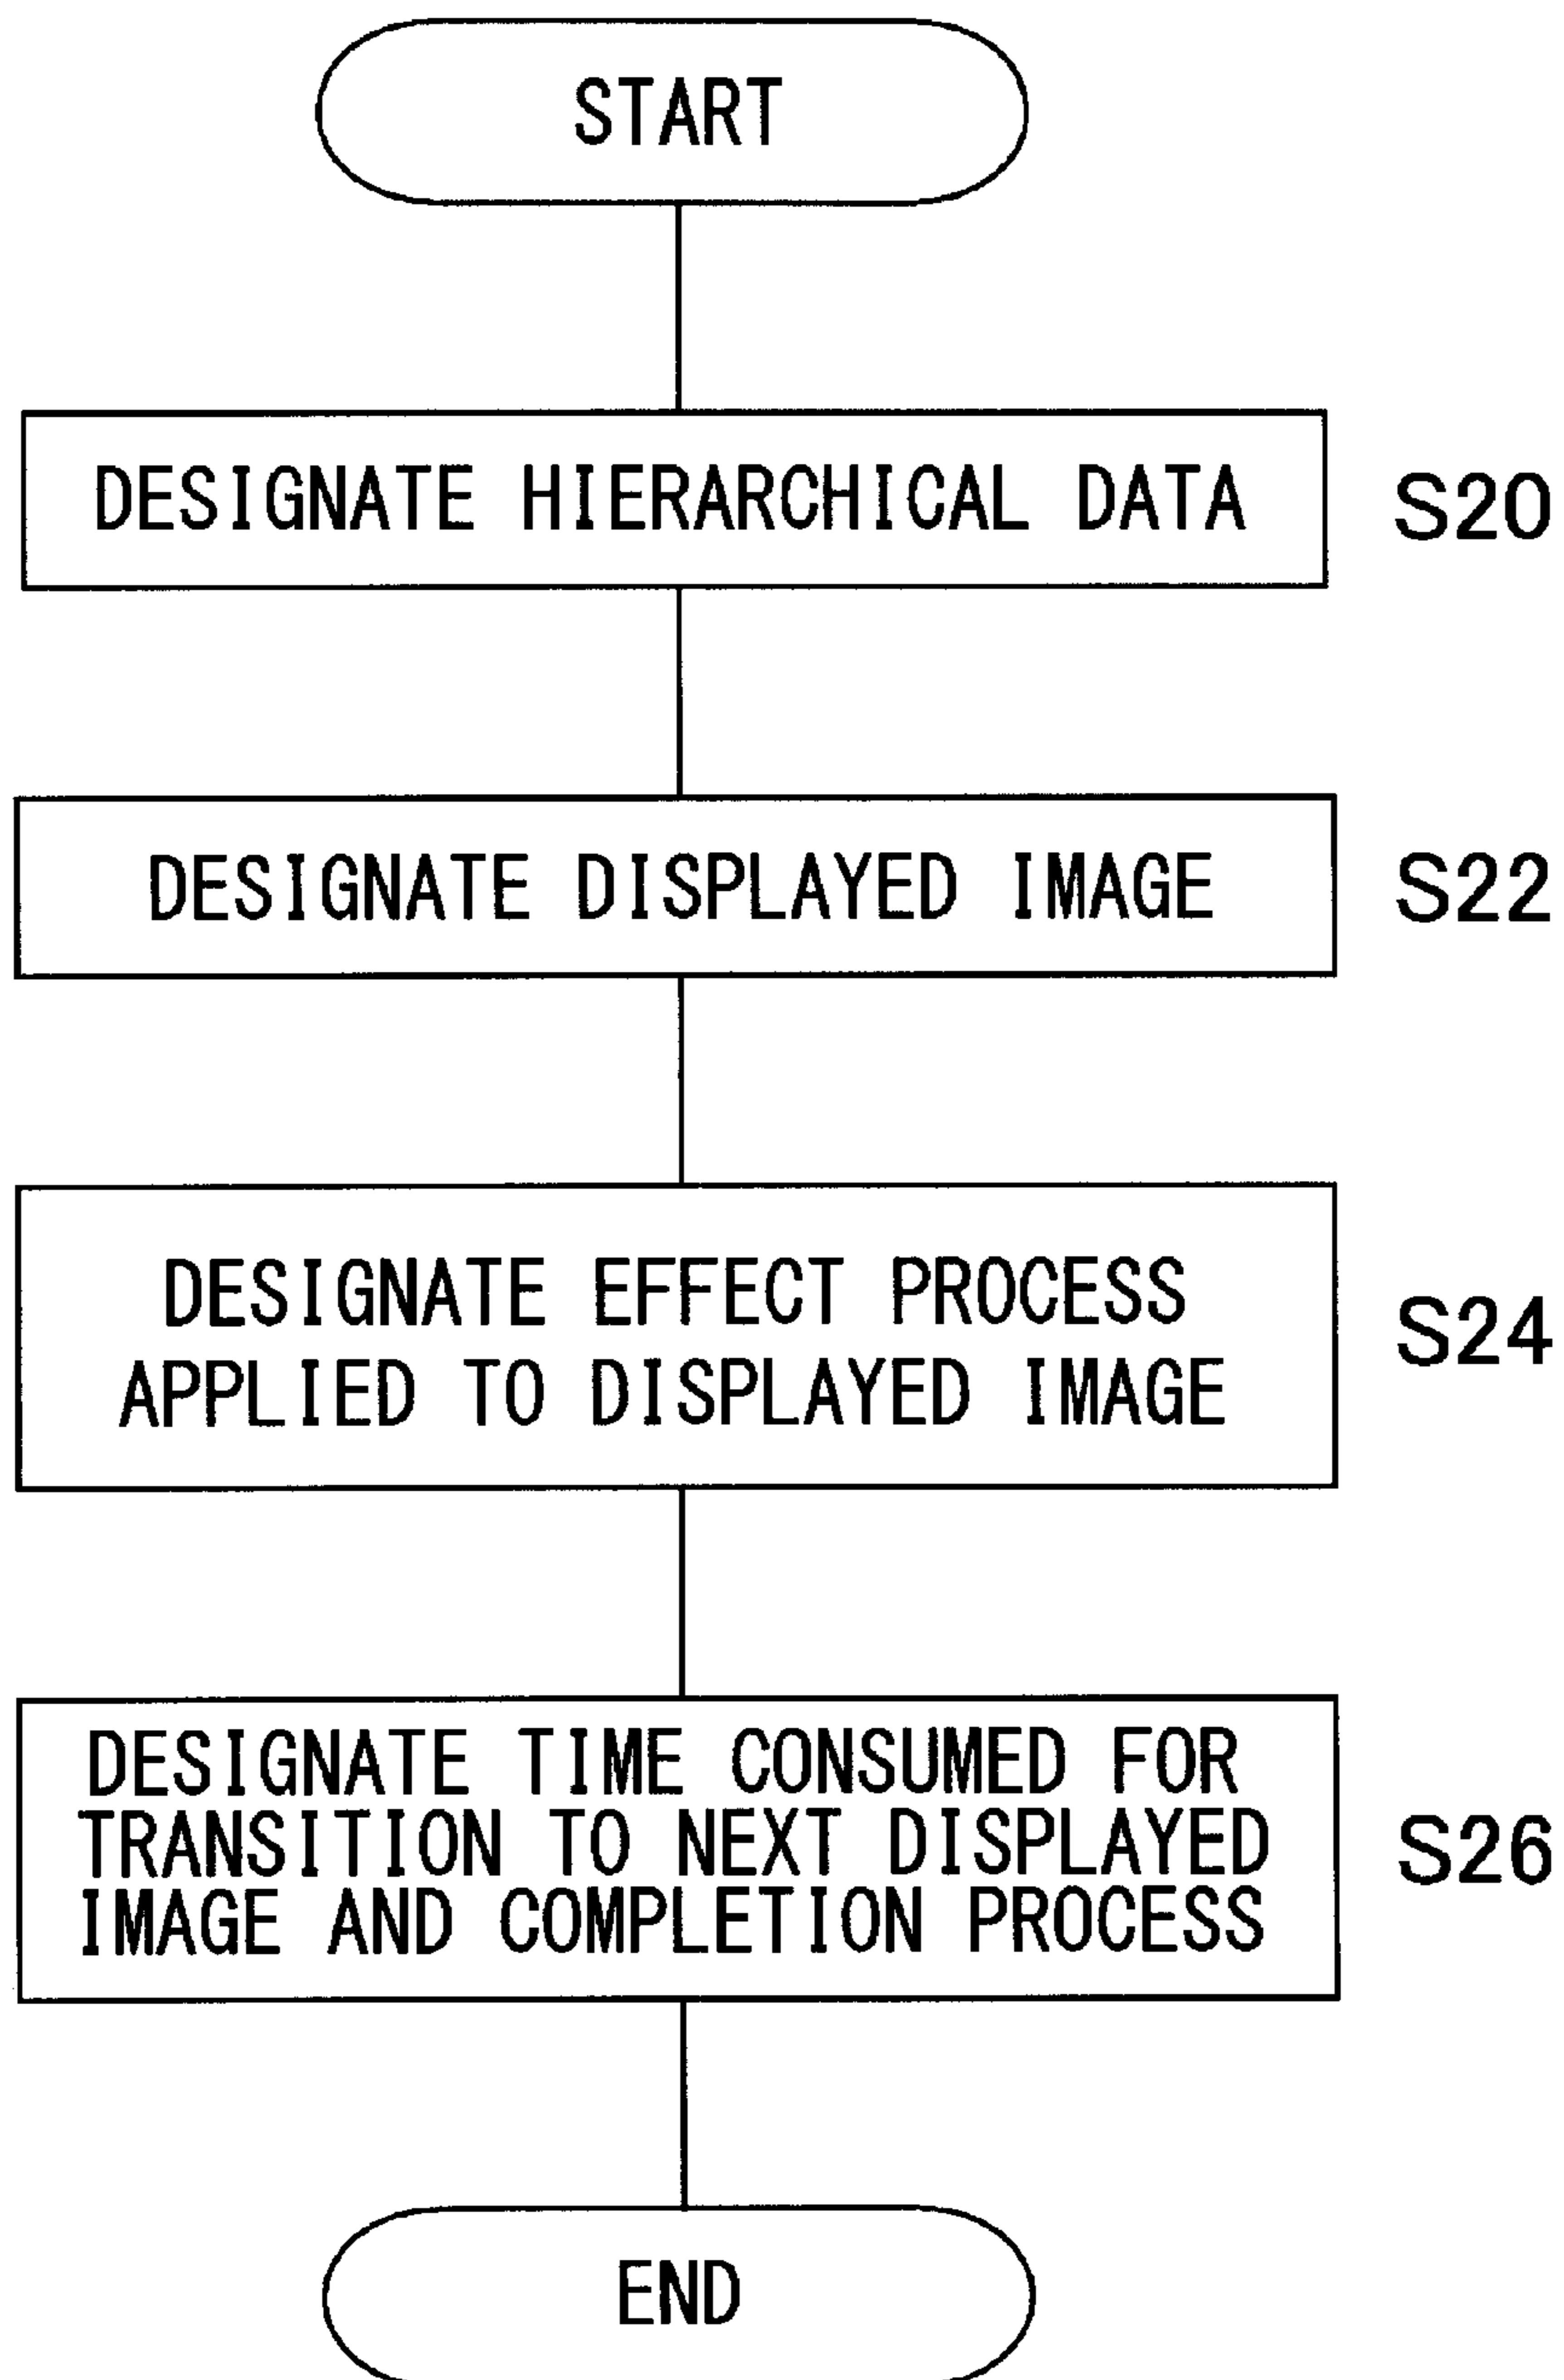 START
DESIGNATE HIERARCHICAL DATA
S20
DESIGNATE DISPLAYED IMAGE
S22
DESIGNATE EFFECT PROCESS
APPLIED TO DISPLAYED IMAGE
S24
DESIGNATE TIME CONSUMED FOR
TRANSITION TO NEXT DISPLAYED
IMAGE AND COMPLETION PROCESS
S26
END